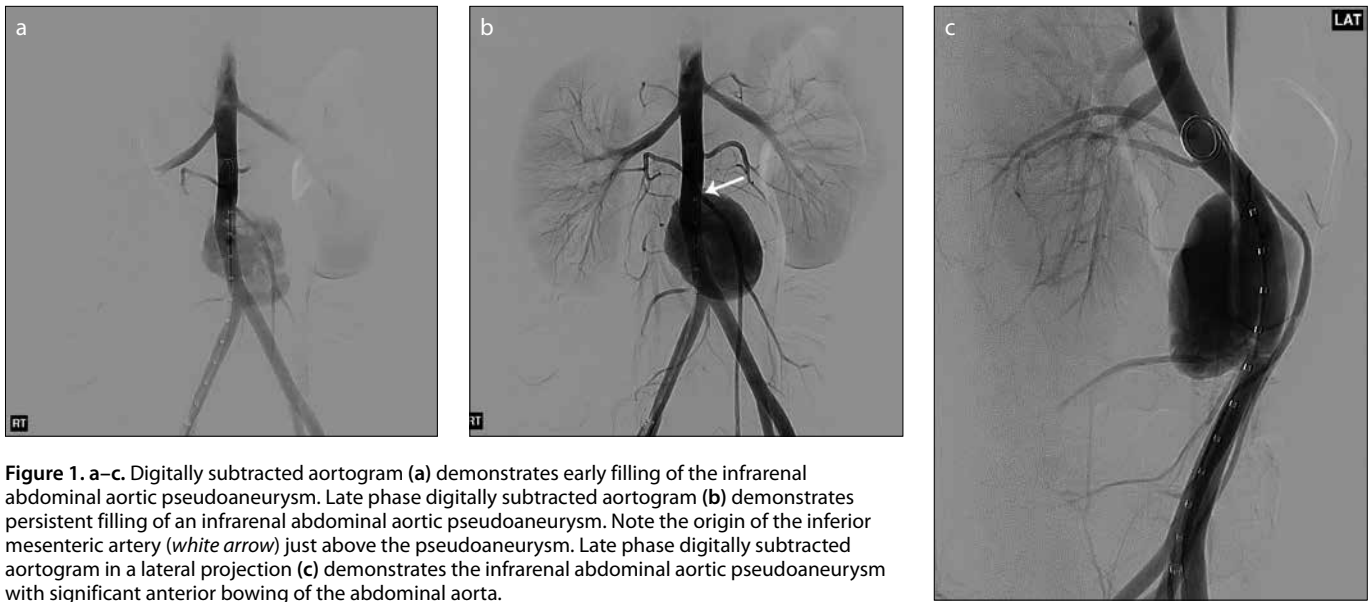 a
b
c
LAT
RT
RT
Figure 1. a–c. Digitally subtracted aortogram (a) demonstrates early filling of the infrarenal
abdominal aortic pseudoaneurysm. Late phase digitally subtracted aortogram (b) demonstrates
persistent filling of an infrarenal abdominal aortic pseudoaneurysm. Note the origin of the inferior
mesenteric artery (white arrow) just above the pseudoaneurysm. Late phase digitally subtracted
aortogram in a lateral projection (c) demonstrates the infrarenal abdominal aortic pseudoaneurysm
with significant anterior bowing of the abdominal aorta.